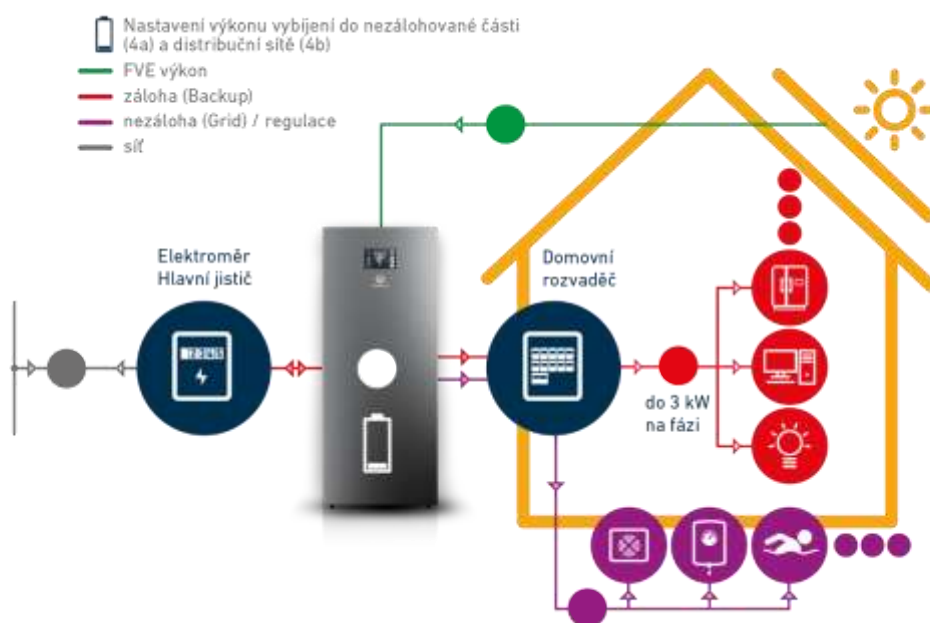 Nastavení výkonu vybíjení do nezálohované části
(4a) a distribuční sítě (4b)
FVE výkon
záloha (Backup)
nezáloha (Grid) / regulace
síť
Elektroměr
Hlavní jistič
Domovní
rozvaděč
do 3 kW
na fázi